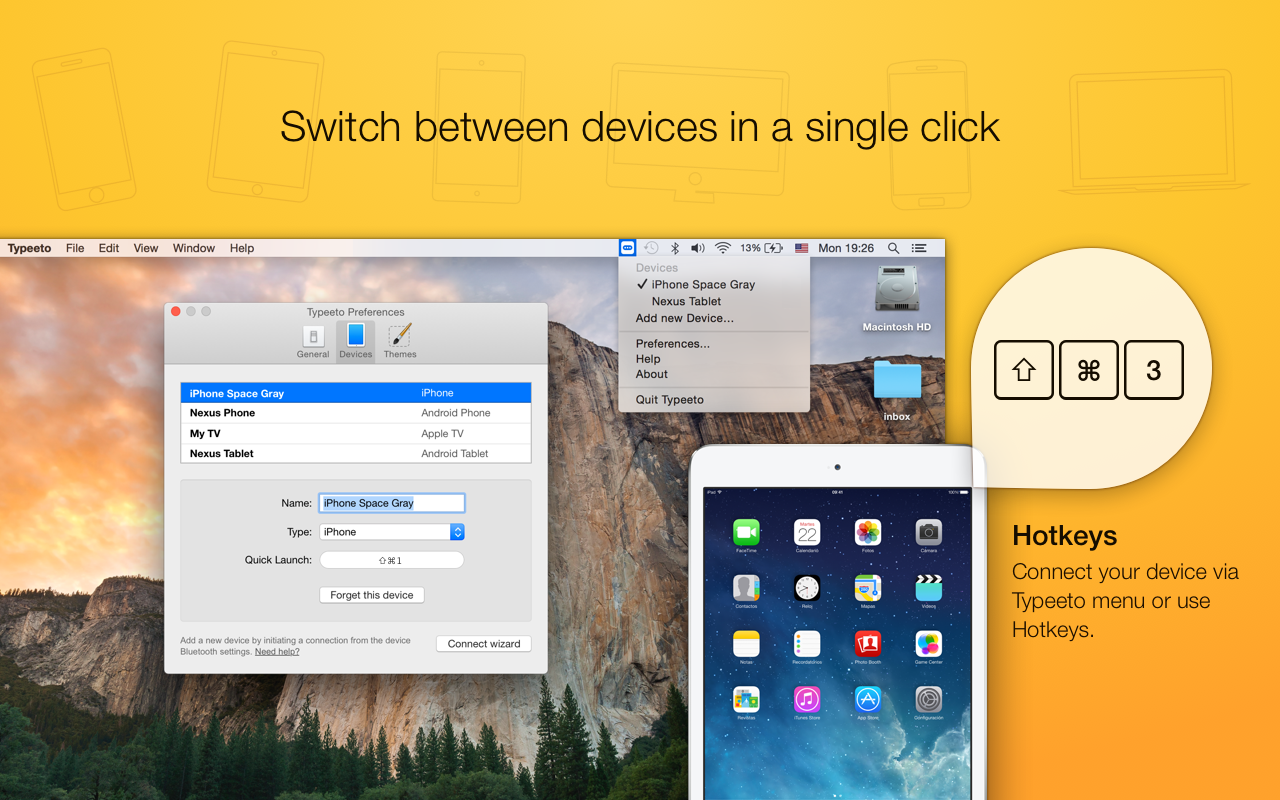 Switch between devices in a single click
Typeeto File Edit View Window Help
13% Mon 19:26
Devices
✓ iPhone Space Gray
Nexus Tablet
Add new Device...
Preferences...
Help
About
Quit Typeeto
Macintosh HD
inbox
Typeeto Preferences
General Devices Themes
iPhone Space Gray iPhone
Nexus Phone Android Phone
My TV Apple TV
Nexus Tablet Android Tablet
Name: iPhone Space Gray
Type: iPhone
Quick Launch: ⇧⌘1
Forget this device
Add a new device by initiating a connection from the device
Bluetooth settings. Need help?
Connect wizard
⇧ ⌘ 3
Hotkeys
Connect your device via
Typeeto menu or use
Hotkeys.
iPad 09:41 100%
Martes
22
FaceTime Calendario Fotos Cámara
Contactos Reloj Mapas Videos
Notas Recordatorios Photo Booth Game Center
iTunes Store App Store Configuración